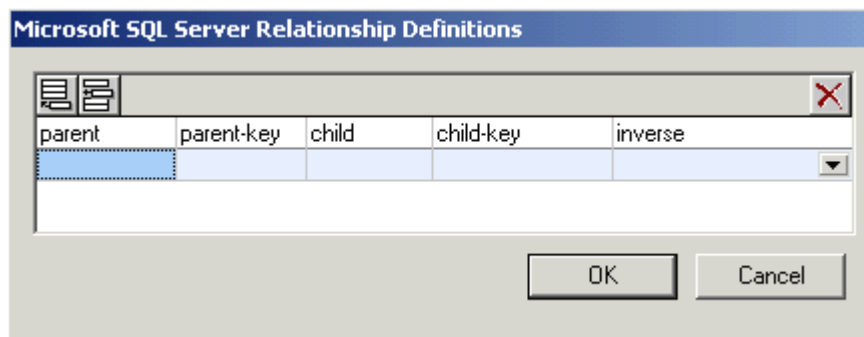 Microsoft SQL Server Relationship Definitions
parent parent-key child child-key inverse
OK Cancel